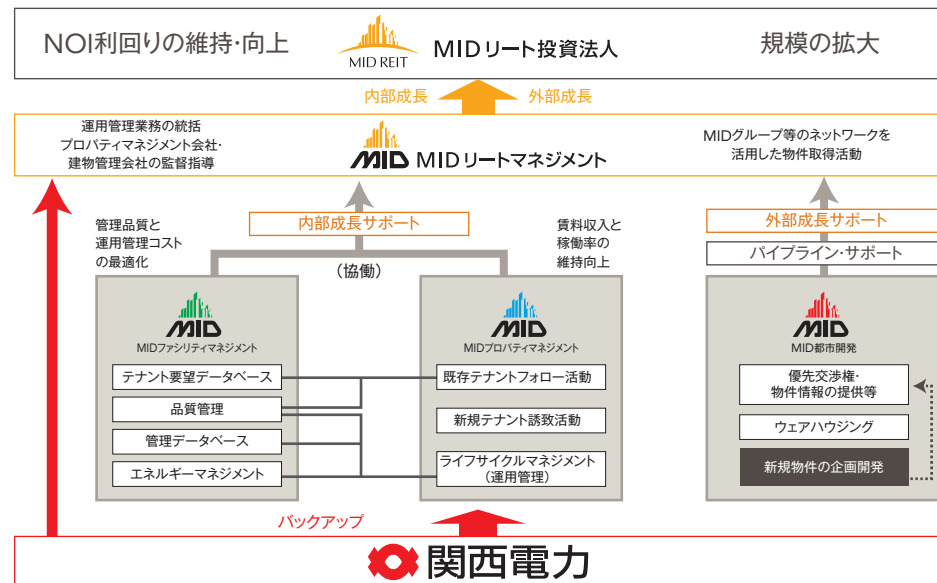 NOI利回りの維持・向上
MID REIT
MIDリート投資法人
規模の拡大
内部成長
外部成長
運用管理業務の統括
プロパティマネジメント会社・
建物管理会社の監督指導
MID MIDリートマネジメント
MIDグループ等のネットワークを
活用した物件取得活動
管理品質と
運用管理コスト
の最適化
内部成長サポート
(協働)
賃料収入と
稼働率の
維持向上
外部成長サポート
パイプライン・サポート
MID
MIDファシリティマネジメント
テナント要望データベース
品質管理
管理データベース
エネルギーマネジメント
MID
MIDプロパティマネジメント
既存テナントフォロー活動
新規テナント誘致活動
ライフサイクルマネジメント
(運用管理)
MID
MID都市開発
優先交渉権・
物件情報の提供等
ウェアハウジング
新規物件の企画開発
バックアップ
関西電力